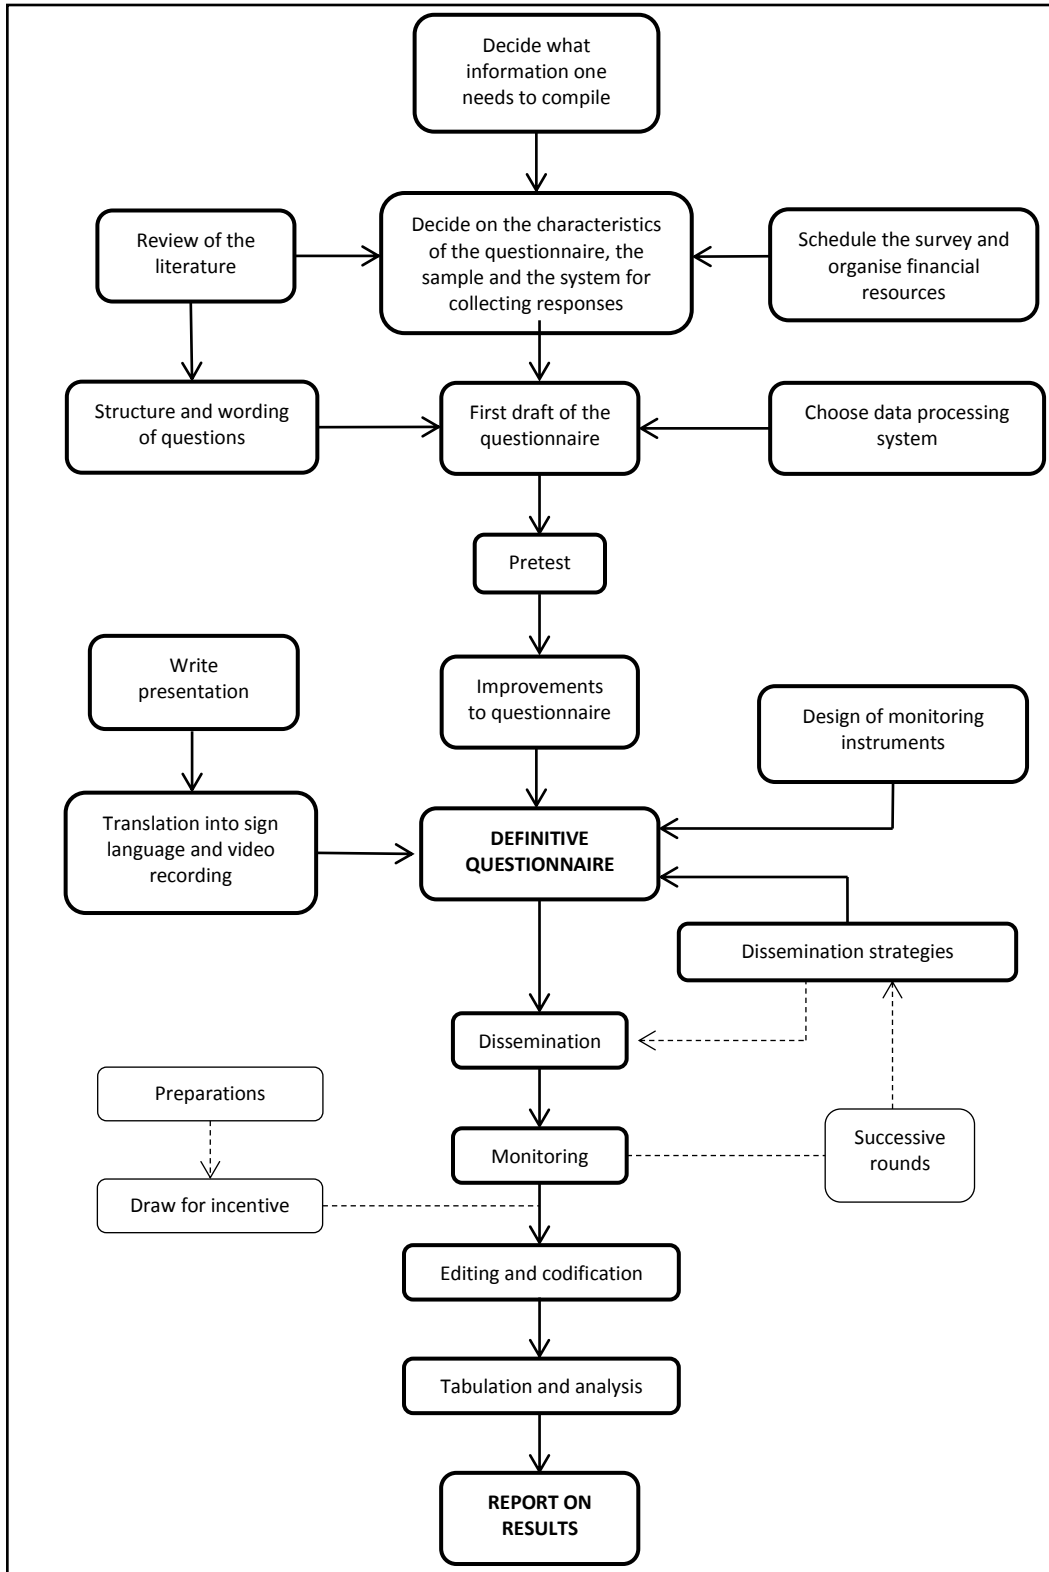 Decide what
information one
needs to compile
Review of the
literature
Decide on the characteristics
of the questionnaire, the
sample and the system for
collecting responses
Schedule the survey and
organise financial
resources
Structure and wording
of questions
First draft of the
questionnaire
Choose data processing
system
Pretest
Write
presentation
Improvements
to questionnaire
Design of monitoring
instruments
Translation into sign
language and video
recording
DEFINITIVE
QUESTIONNAIRE
Dissemination strategies
Dissemination
Preparations
Monitoring
Successive
rounds
Draw for incentive
Editing and codification
Tabulation and analysis
REPORT ON
RESULTS